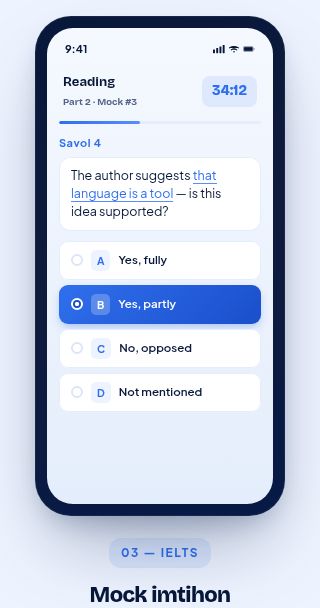 9:41
Reading
Part 2 · Mock #3
34:12
Savol 4
The author suggests that
language is a tool — is this
idea supported?
A Yes, fully
B Yes, partly
C No, opposed
D Not mentioned
03 — IELTS
Mock imtihon